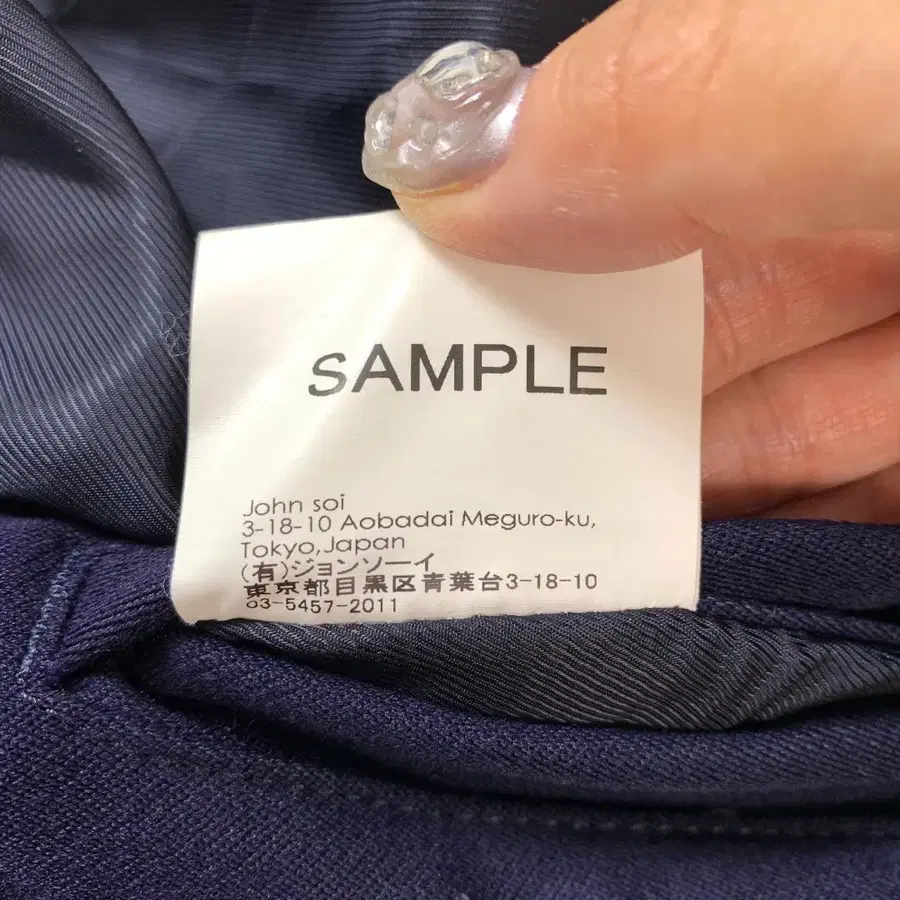 SAMPLE
John soi
3-18-10 Aobadai Meguro-ku,
Tokyo,Japan
(有)ジョンソーイ
東京都目黒区青葉台3-18-10
03-5457-2011